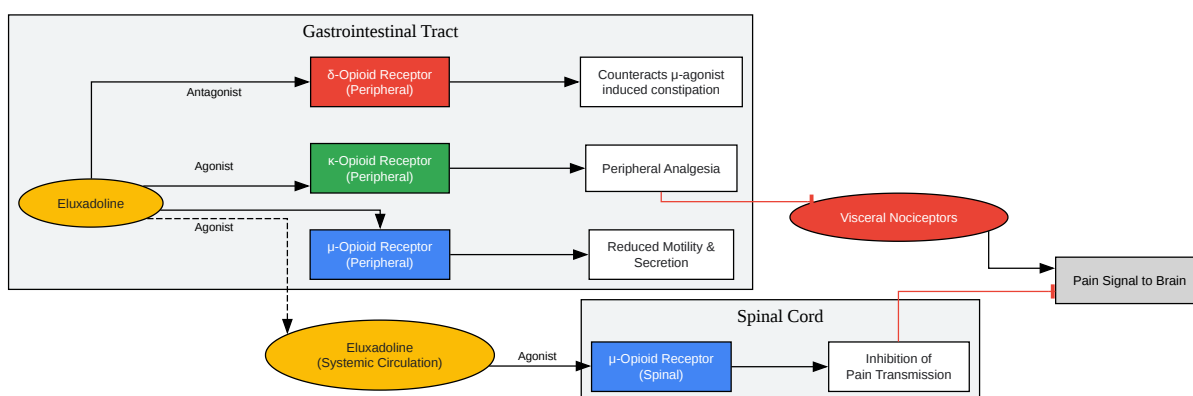 Gastrointestinal Tract
δ-Opioid Receptor
(Peripheral)
Counteracts μ-agonist
induced constipation
Antagonist
κ-Opioid Receptor
(Peripheral)
Agonist
Peripheral Analgesia
Eluxadoline
Agonist
μ-Opioid Receptor
(Peripheral)
Reduced Motility &
Secretion
Visceral Nociceptors
Pain Signal to Brain
Spinal Cord
Eluxadoline
(Systemic Circulation)
Agonist
μ-Opioid Receptor
(Spinal)
Inhibition of
Pain Transmission